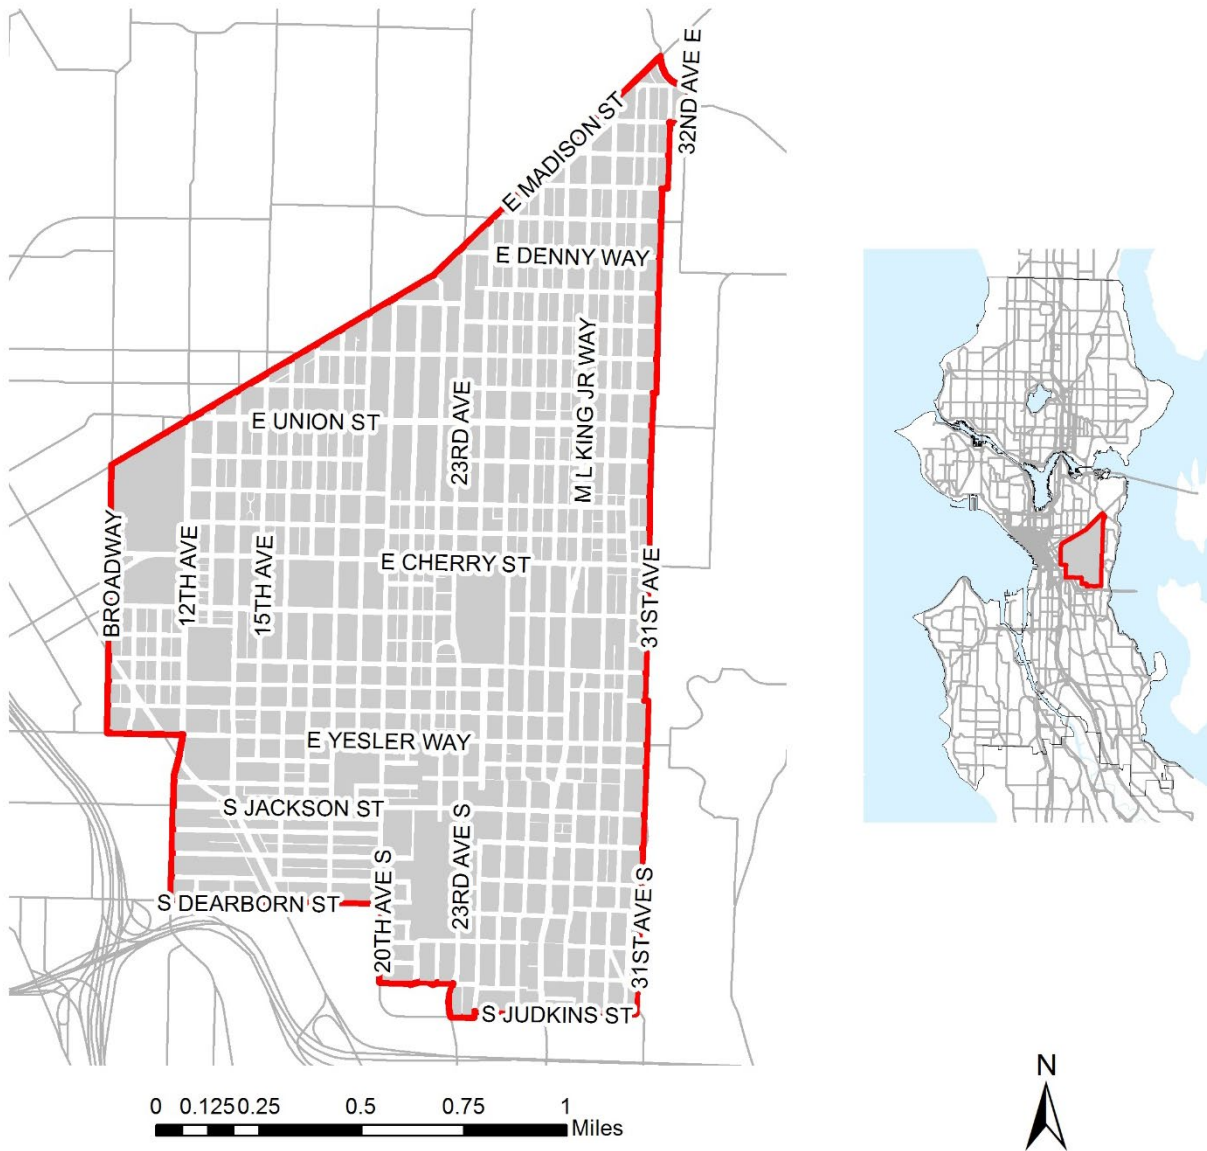 32ND AVE E
E MADISON ST
E DENNY WAY
M L KING JR WAY
23RD AVE
E UNION ST
BROADWAY
12TH AVE
15TH AVE
E CHERRY ST
31ST AVE
E YESLER WAY
S JACKSON ST
23RD AVE S
20TH AVE S
31ST AVE S
S DEARBORN ST
S JUDKINS ST
N
0 0.125 0.25 0.5 0.75 1
Miles